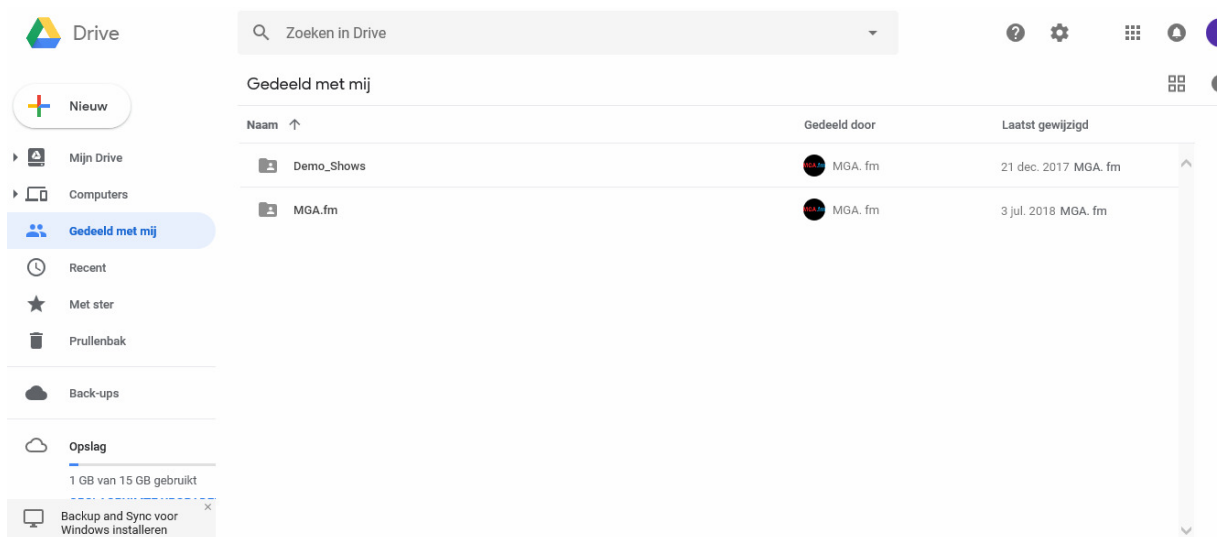 Drive
Zoeken in Drive
Nieuw
Gedeeld met mij
Naam Gedeeld door Laatst gewijzigd
Mijn Drive
Computers
Gedeeld met mij
Recent
Met ster
Prullenbak
Back-ups
Opslag
1 GB van 15 GB gebruikt
Backup and Sync voor
Windows installeren
Demo_Shows MGA. fm 21 dec. 2017 MGA. fm
MGA.fm MGA. fm 3 jul. 2018 MGA. fm